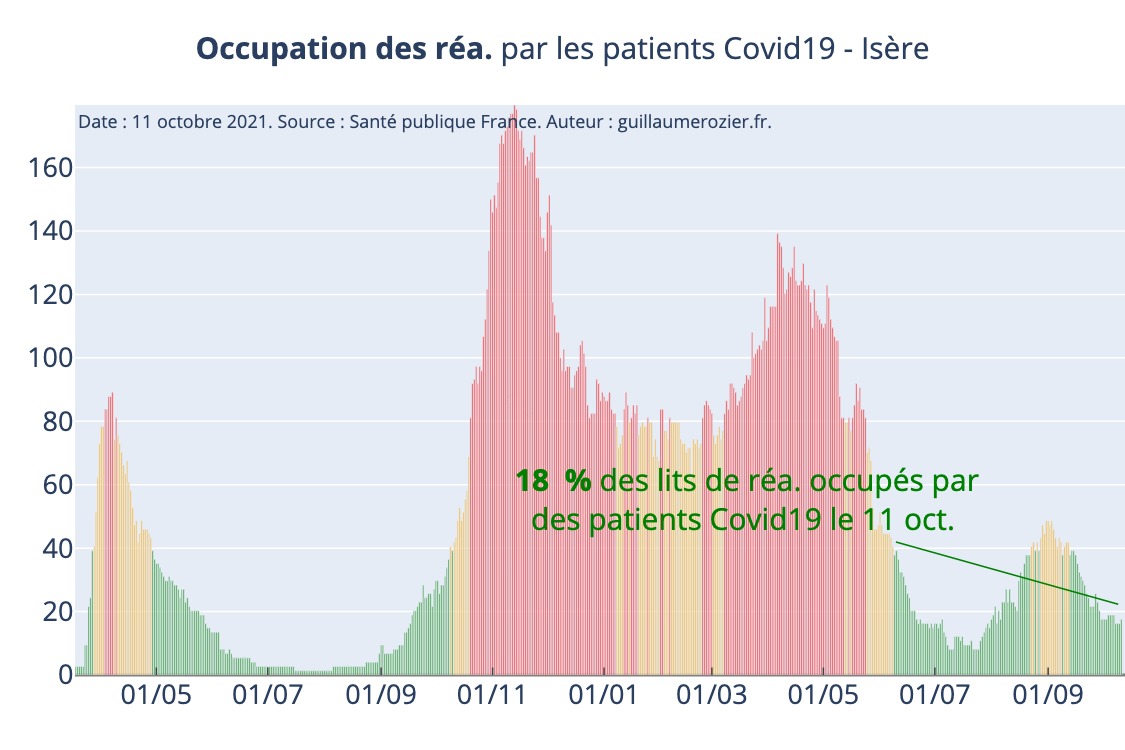 Occupation des réa. par les patients Covid19 - Isère
Date : 11 octobre 2021. Source : Santé publique France. Auteur : guillaumerozier.fr.
160
140
120
100
80
60
40
20
0
18 % des lits de réa. occupés par
des patients Covid19 le 11 oct.
01/05 01/07 01/09 01/11 01/01 01/03 01/05 01/07 01/09